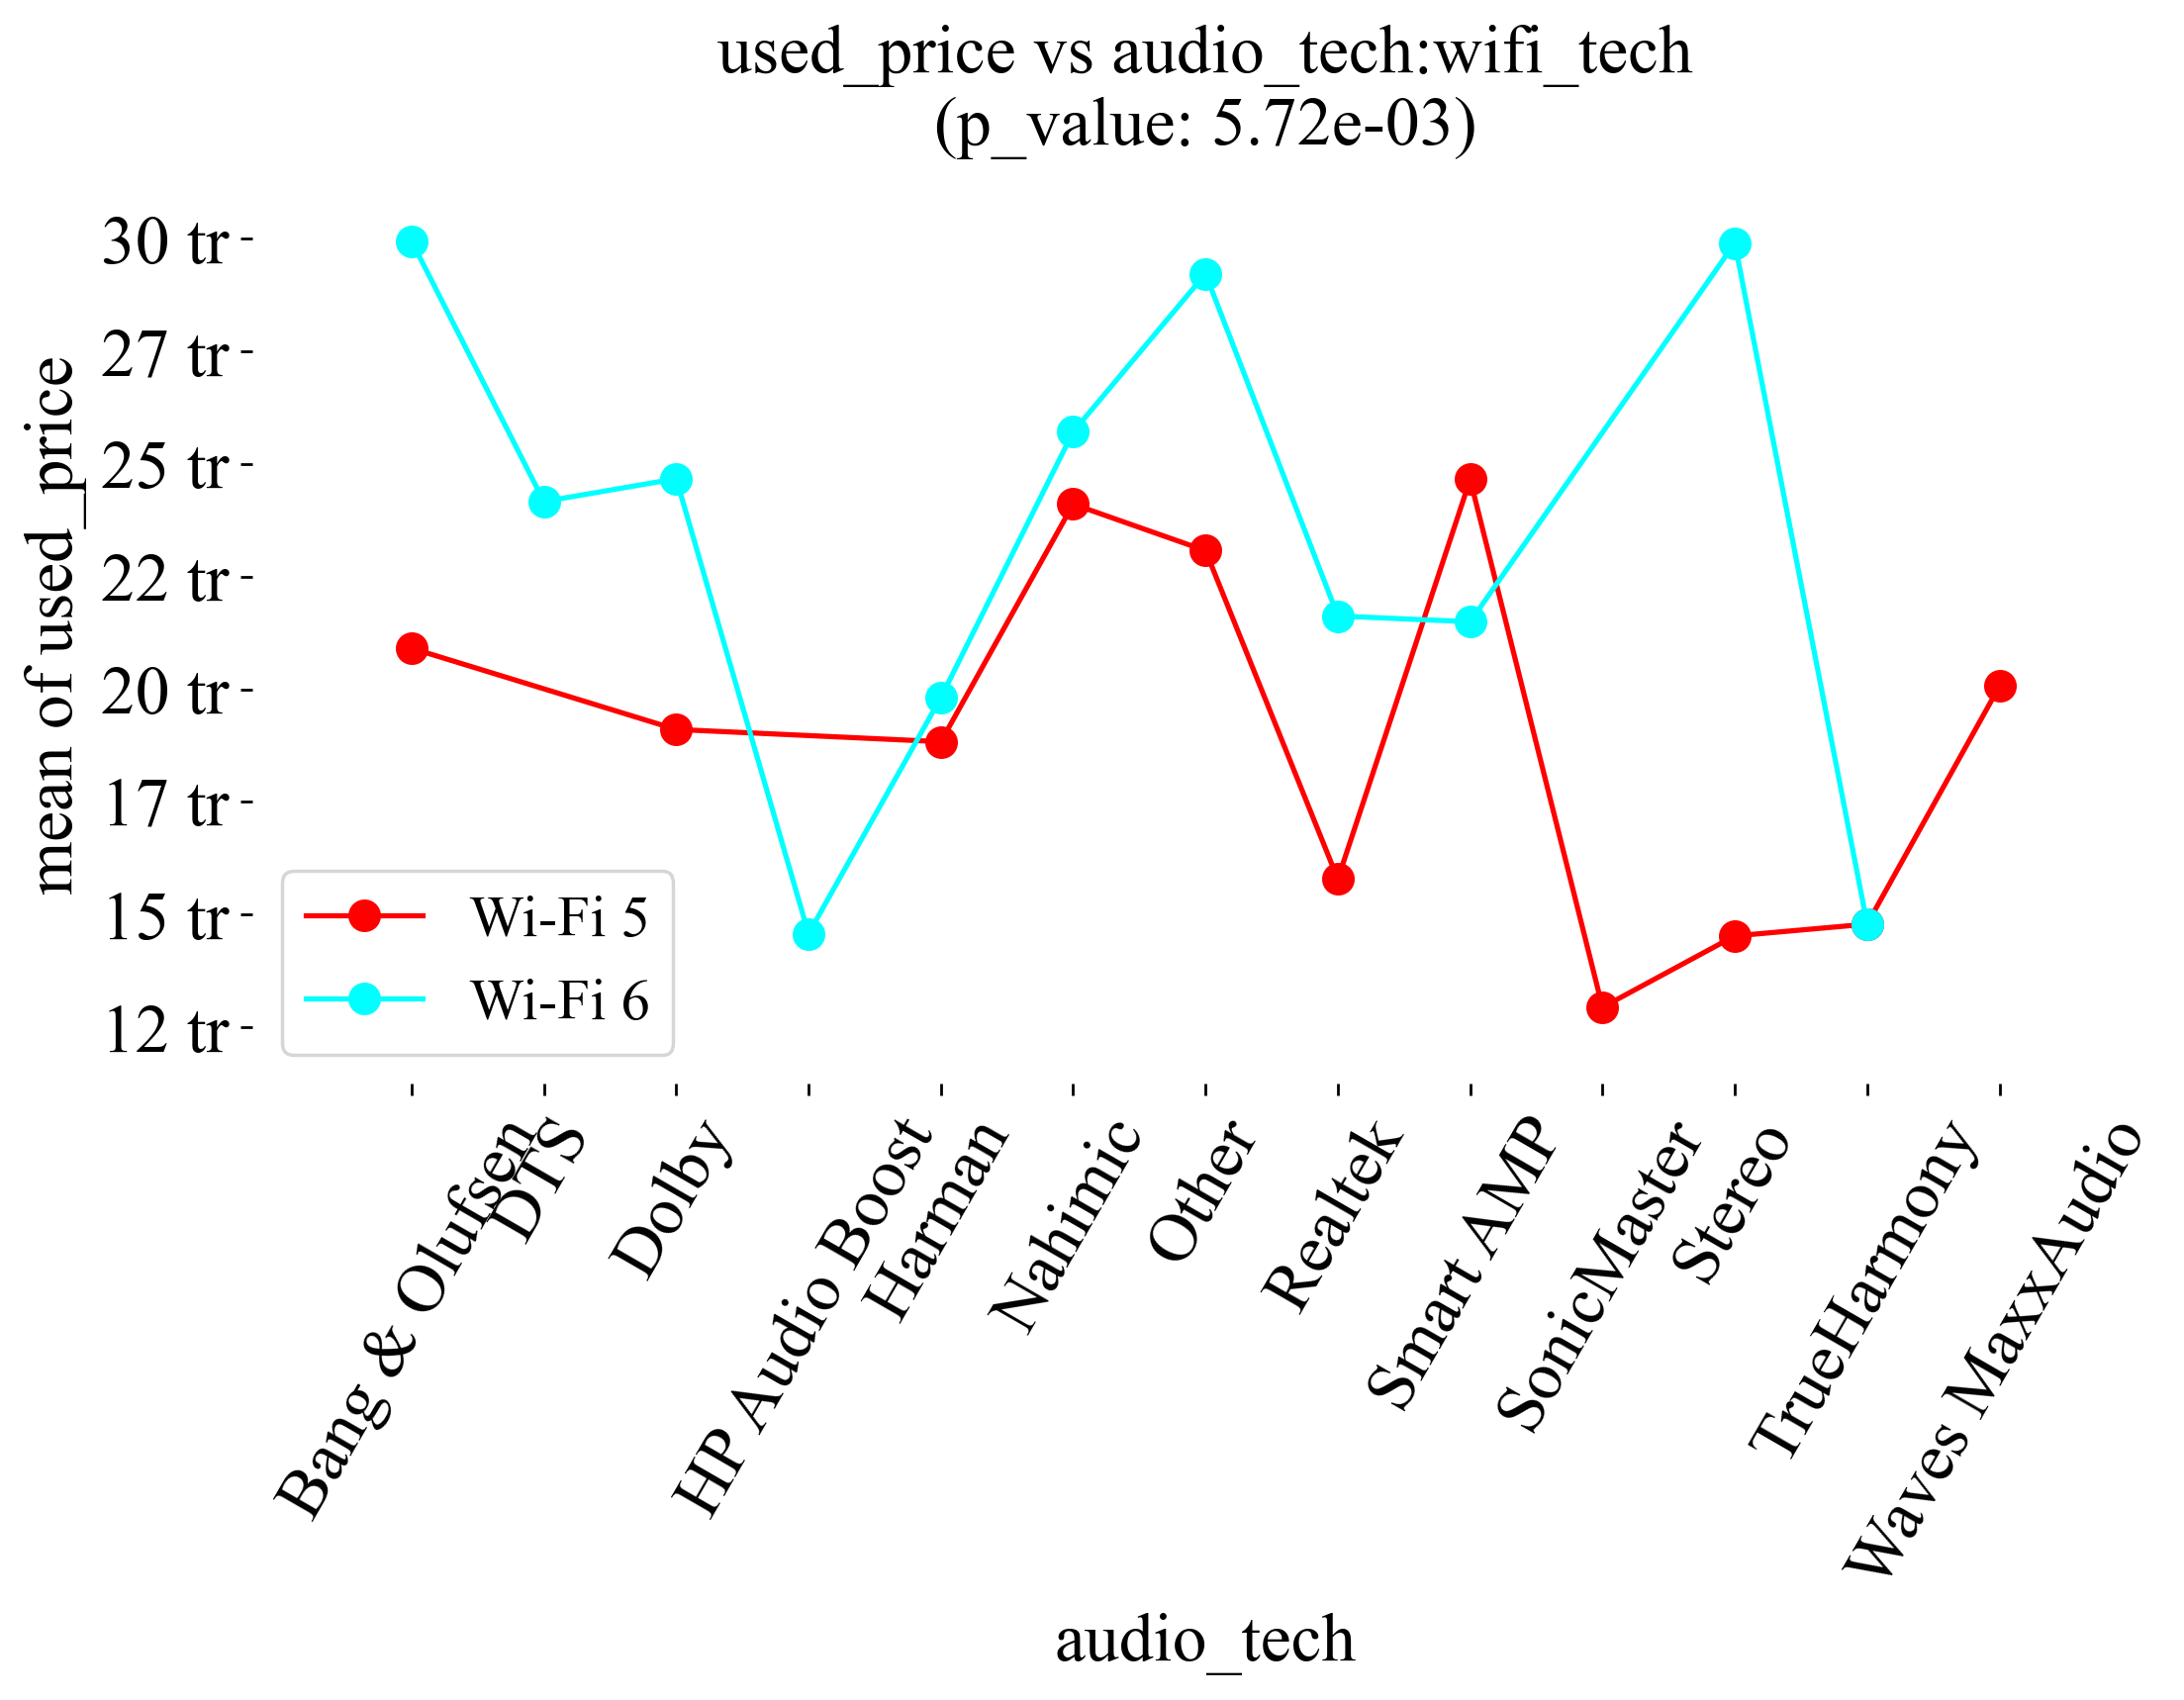 used_price vs audio_tech:wifi_tech
(p_value: 5.72e-03)
mean of used_price
30 tr
27 tr
25 tr
22 tr
20 tr
17 tr
15 tr
12 tr
Wi-Fi 5
Wi-Fi 6
Bang & Olufsen
DTS
Dolby
HP Audio Boost
Harman
Nahimic
Other
Realtek
Smart AMP
SonicMaster
Stereo
TrueHarmony
Waves MaxxAudio
audio_tech